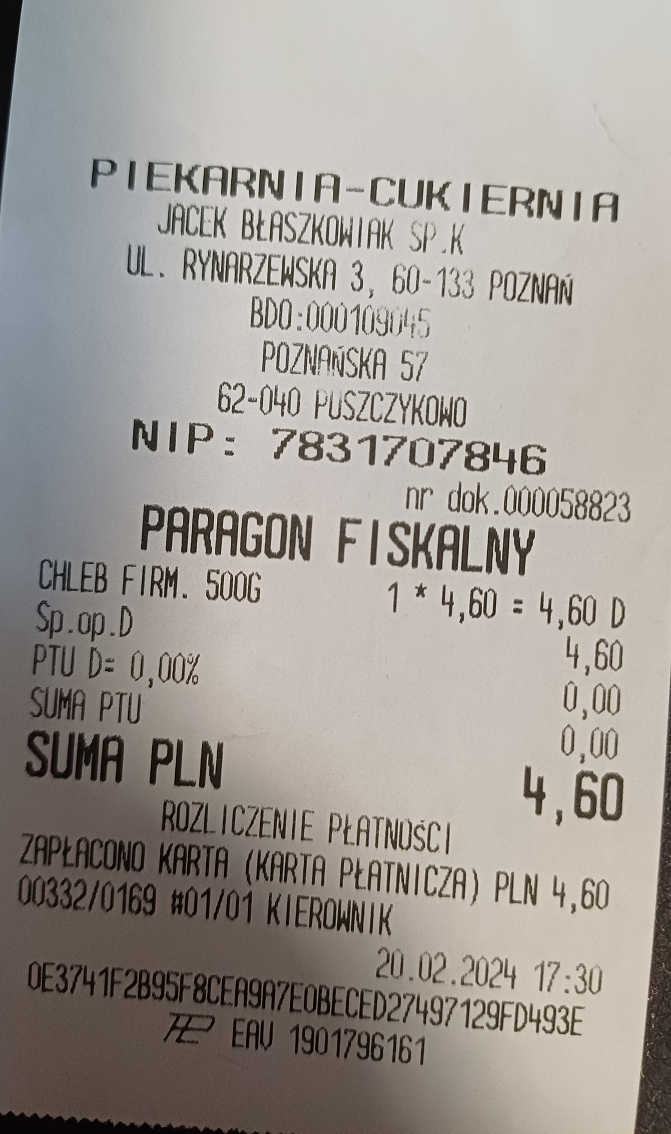 PIEKARNIA-CUKIERNIA
JACEK BŁASZKOWIAK SP.K
UL. RYNARZEWSKA 3, 60-133 POZNAŃ
BDO:000109045
POZNAŃSKA 57
62-040 PUSZCZYKOWO
NIP: 7831707846
nr dok.000058823
PARAGON FISKALNY
CHLEB FIRM. 500G 1 * 4,60 = 4,60 D
Sp.op.D 4,60
PTU D= 0,00% 0,00
SUMA PTU 0,00
SUMA PLN 4,60
ROZLICZENIE PŁATNOŚCI
ZAPŁACONO KARTA (KARTA PŁATNICZA) PLN 4,60
00332/0169 #01/01 KIEROWNIK
20.02.2024 17:30
0E3741F2B95F8CEA9A7E0BECED27497129FD493E
EAV 1901796161